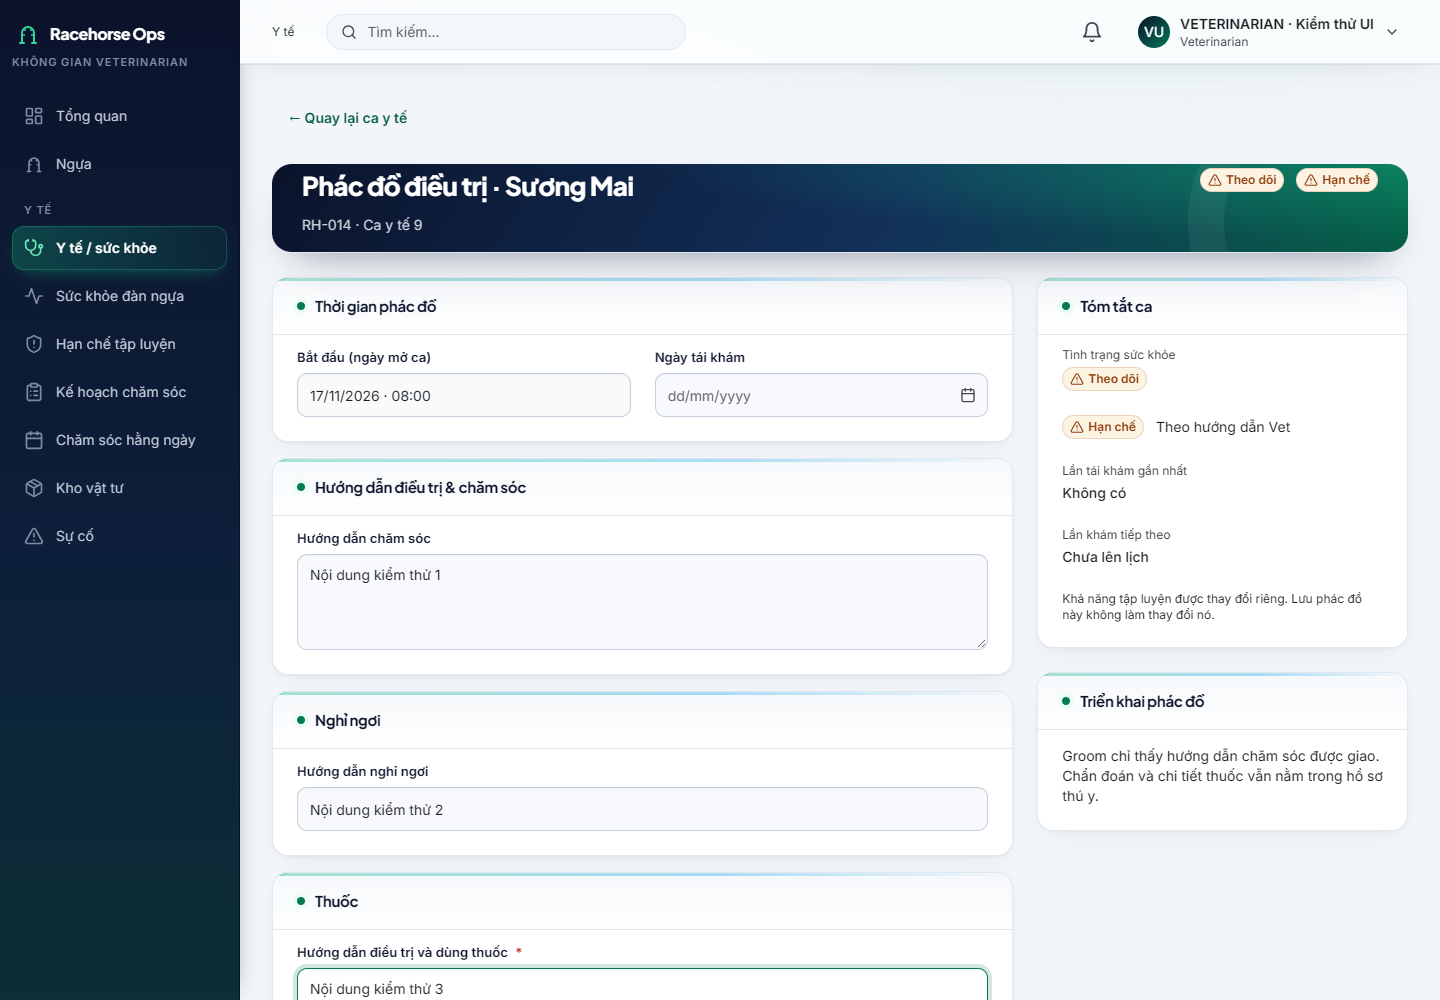 Racehorse Ops
KHÔNG GIAN VETERINARIAN
Tổng quan
Ngựa
Y TẾ
Y tế / sức khỏe
Sức khỏe đàn ngựa
Hạn chế tập luyện
Kế hoạch chăm sóc
Chăm sóc hằng ngày
Kho vật tư
Sự cố
Y tế
Tìm kiếm...
VU
VETERINARIAN · Kiểm thử UI
Veterinarian
← Quay lại ca y tế
Phác đồ điều trị · Sương Mai
RH-014 · Ca y tế 9
Theo dõi
Hạn chế
Thời gian phác đồ
Bắt đầu (ngày mở ca)
17/11/2026 · 08:00
Ngày tái khám
dd/mm/yyyy
Hướng dẫn điều trị & chăm sóc
Hướng dẫn chăm sóc
Nội dung kiểm thử 1
Nghỉ ngơi
Hướng dẫn nghỉ ngơi
Nội dung kiểm thử 2
Thuốc
Hướng dẫn điều trị và dùng thuốc *
Nội dung kiểm thử 3
Tóm tắt ca
Tình trạng sức khỏe
Theo dõi
Hạn chế Theo hướng dẫn Vet
Lần tái khám gần nhất
Không có
Lần khám tiếp theo
Chưa lên lịch
Khả năng tập luyện được thay đổi riêng. Lưu phác đồ
này không làm thay đổi nó.
Triển khai phác đồ
Groom chỉ thấy hướng dẫn chăm sóc được giao.
Chẩn đoán và chi tiết thuốc vẫn nằm trong hồ sơ
thú y.